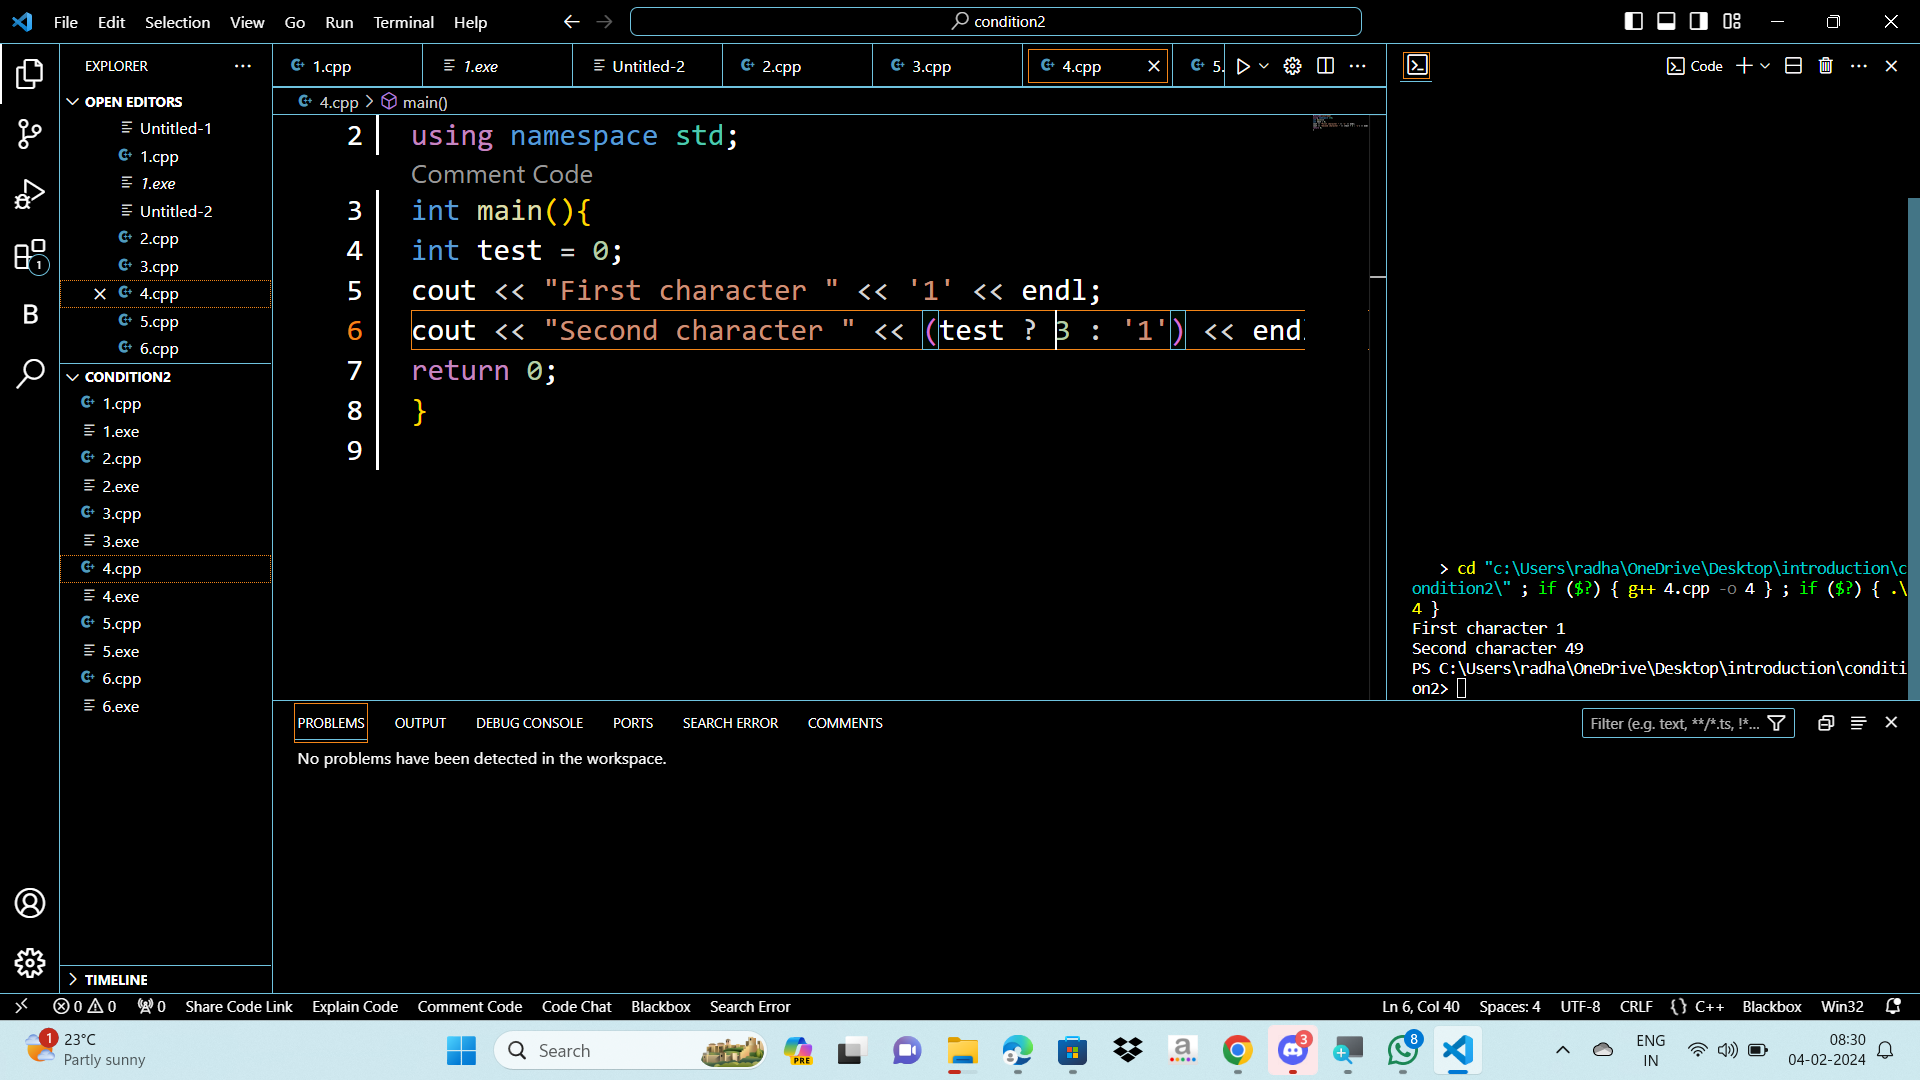 File Edit Selection View Go Run Terminal Help
condition2
EXPLORER
OPEN EDITORS
Untitled-1
1.cpp
1.exe
Untitled-2
2.cpp
3.cpp
4.cpp
5.cpp
6.cpp
CONDITION2
1.cpp
1.exe
2.cpp
2.exe
3.cpp
3.exe
4.cpp
4.exe
5.cpp
5.exe
6.cpp
6.exe
TIMELINE
1
B
1.cpp 1.exe Untitled-2 2.cpp 3.cpp 4.cpp 5.
4.cpp > main()
2 using namespace std;
Comment Code
3 int main(){
4 int test = 0;
5 cout << "First character " << '1' << endl;
6 cout << "Second character " << (test ? 3 : '1') << end
7 return 0;
8 }
9
Code
> cd "c:\Users\radha\OneDrive\Desktop\introduction\c
ondition2\" ; if ($?) { g++ 4.cpp -o 4 } ; if ($?) { .\
4 }
First character 1
Second character 49
PS C:\Users\radha\OneDrive\Desktop\introduction\conditi
on2>
PROBLEMS OUTPUT DEBUG CONSOLE PORTS SEARCH ERROR COMMENTS
Filter (e.g. text, **/*.ts, !*...
No problems have been detected in the workspace.
0 0 0 Share Code Link Explain Code Comment Code Code Chat Blackbox Search Error
Ln 6, Col 40 Spaces: 4 UTF-8 CRLF {} C++ Blackbox Win32
1
23°C
Partly sunny
Search
PRE
a
3
8
ENG
IN
08:30
04-02-2024